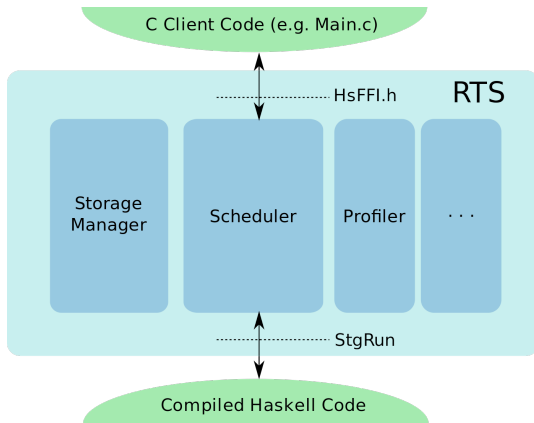 C Client Code (e.g. Main.c)
RTS
HsFFI.h
Storage
Manager
Scheduler
Profiler
· · ·
StgRun
Compiled Haskell Code